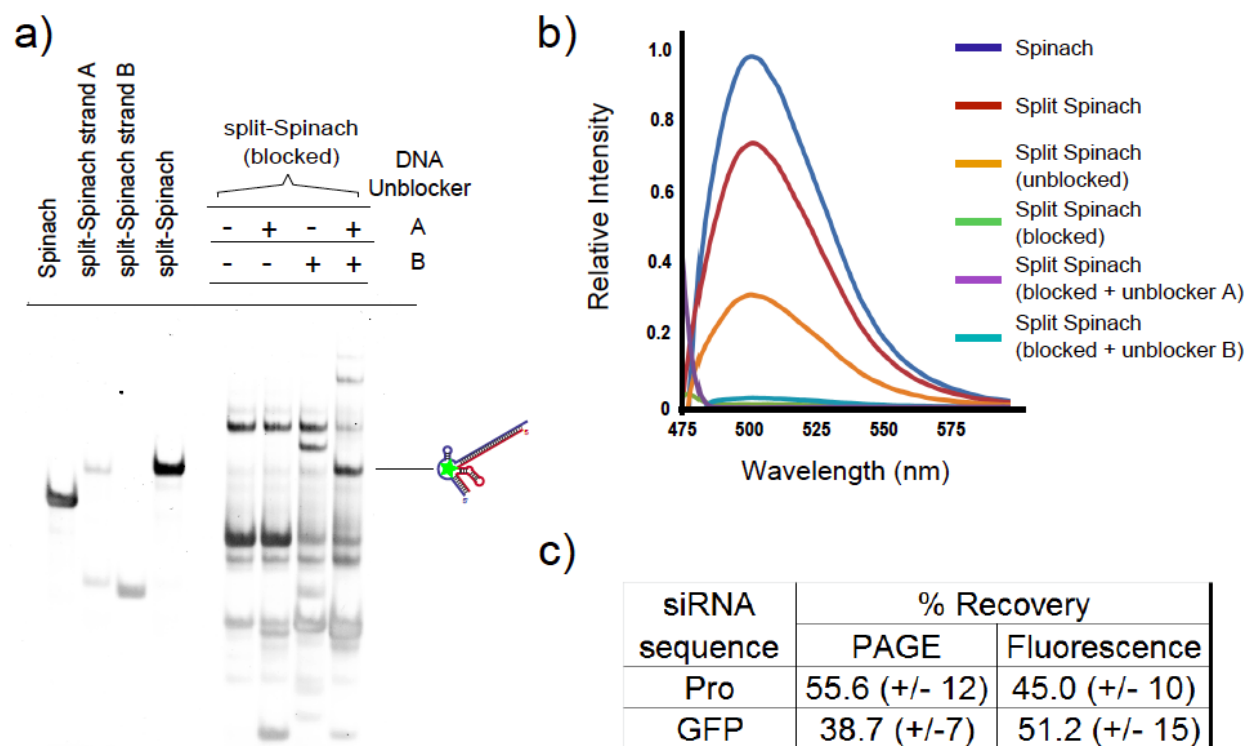 a)
Spinach
split-Spinach strand A
split-Spinach strand B
split-Spinach
split-Spinach
(blocked)
DNA
Unblocker
- + - + A
- - + + B
b)
Relative Intensity
1.0
0.8
0.6
0.4
0.2
0
475 500 525 550 575
Wavelength (nm)
Spinach
Split Spinach
Split Spinach
(unblocked)
Split Spinach
(blocked)
Split Spinach
(blocked + unblocker A)
Split Spinach
(blocked + unblocker B)
c)
siRNA
sequence
% Recovery
PAGE Fluorescence
Pro 55.6 (+/- 12) 45.0 (+/- 10)
GFP 38.7 (+/-7) 51.2 (+/- 15)